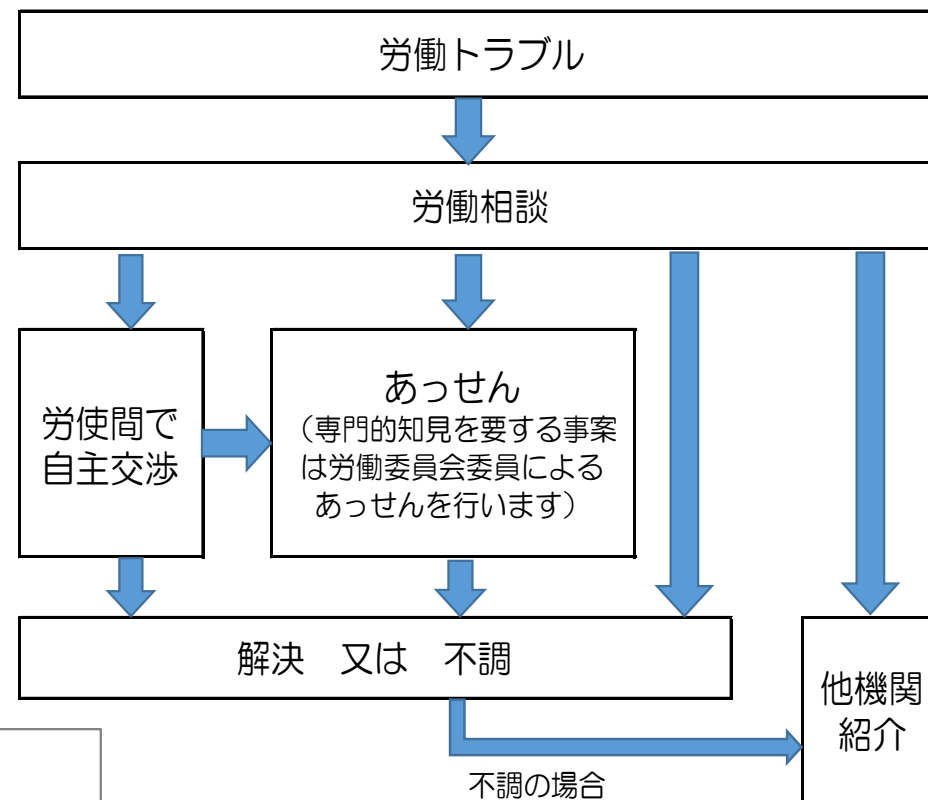 労働トラブル
労働相談
労使間で
自主交渉
あっせん
（専門的知見を要する事案
は労働委員会委員による
あっせんを行います）
解決　又は　不調
他機関
紹介
不調の場合